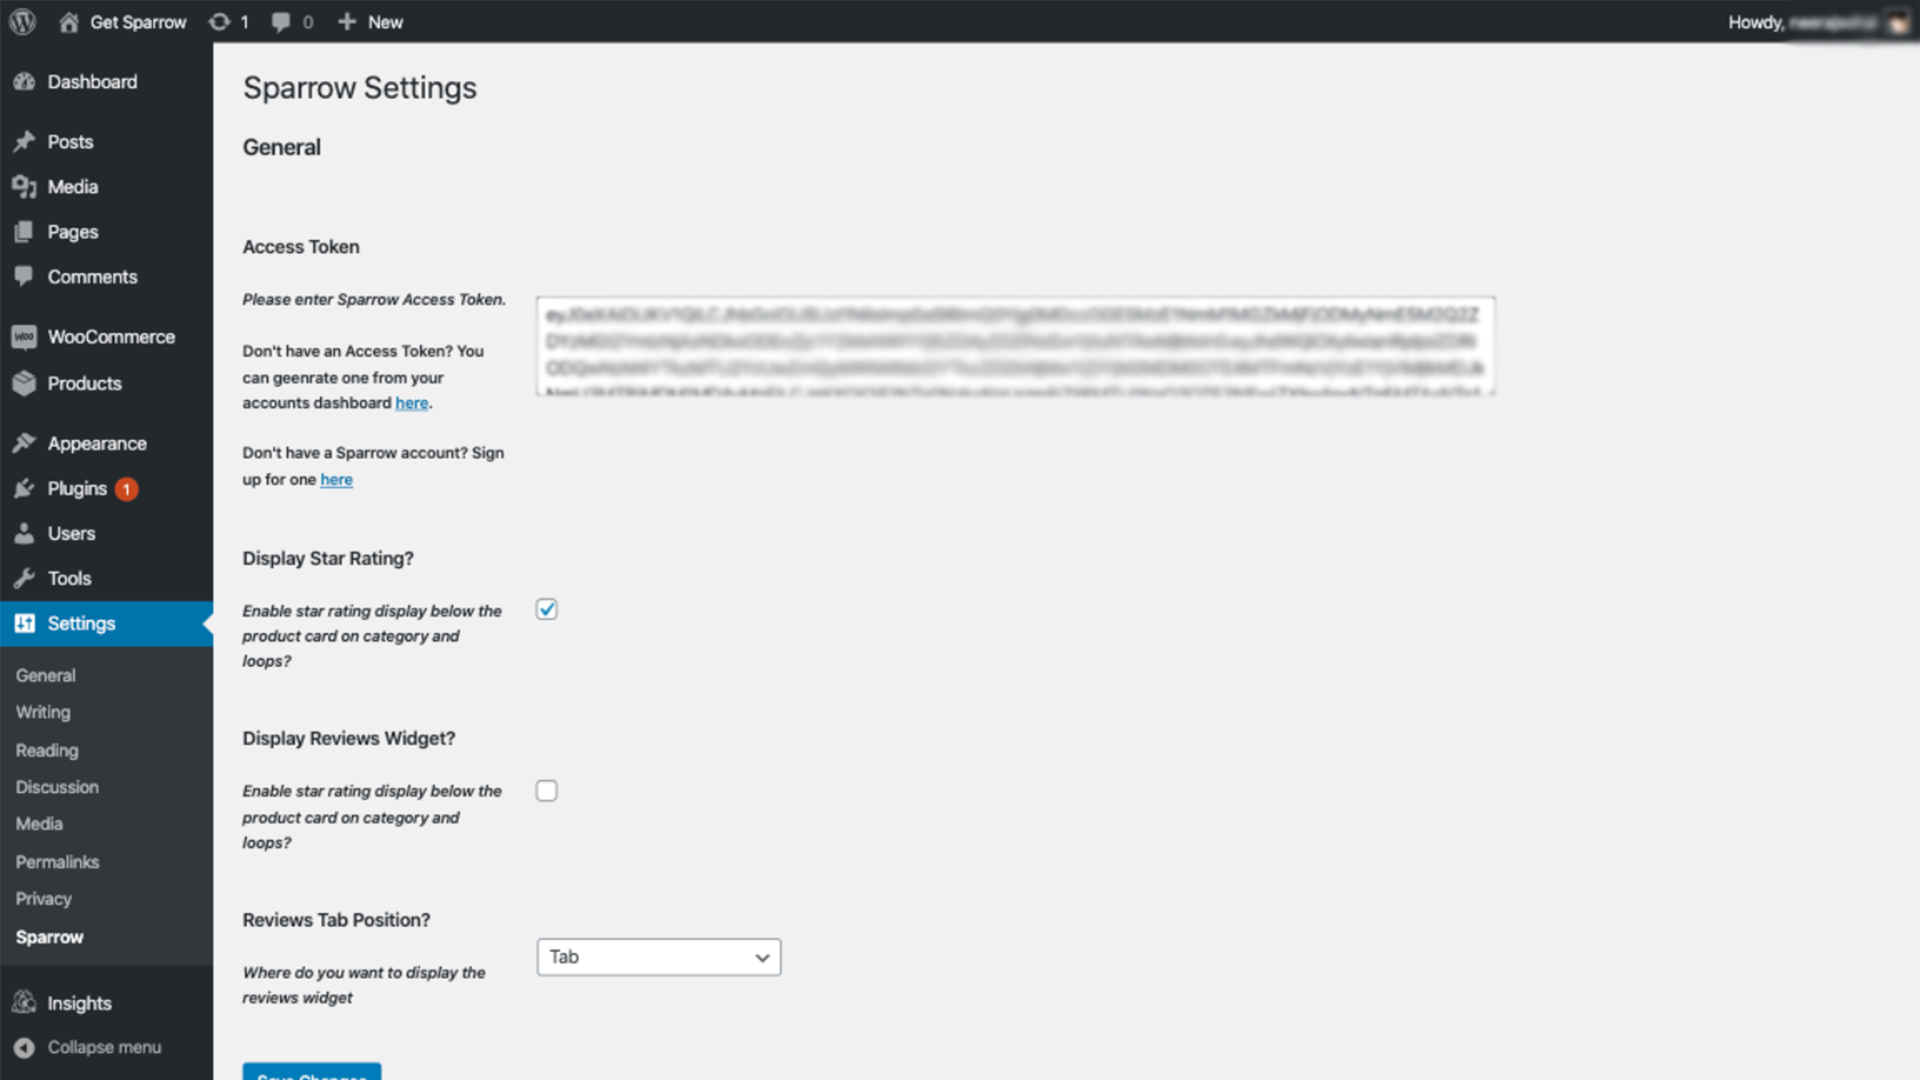 Get Sparrow 1 0 New Howdy,
Dashboard
Posts
Media
Pages
Comments
WooCommerce
Products
Appearance
Plugins 1
Users
Tools
Settings
General
Writing
Reading
Discussion
Media
Permalinks
Privacy
Sparrow
Insights
Collapse menu
Sparrow Settings
General
Access Token
Please enter Sparrow Access Token.
Don't have an Access Token? You
can geenrate one from your
accounts dashboard here.
Don't have a Sparrow account? Sign
up for one here
Display Star Rating?
Enable star rating display below the
product card on category and
loops?
Display Reviews Widget?
Enable star rating display below the
product card on category and
loops?
Reviews Tab Position?
Tab
Where do you want to display the
reviews widget
Save Changes